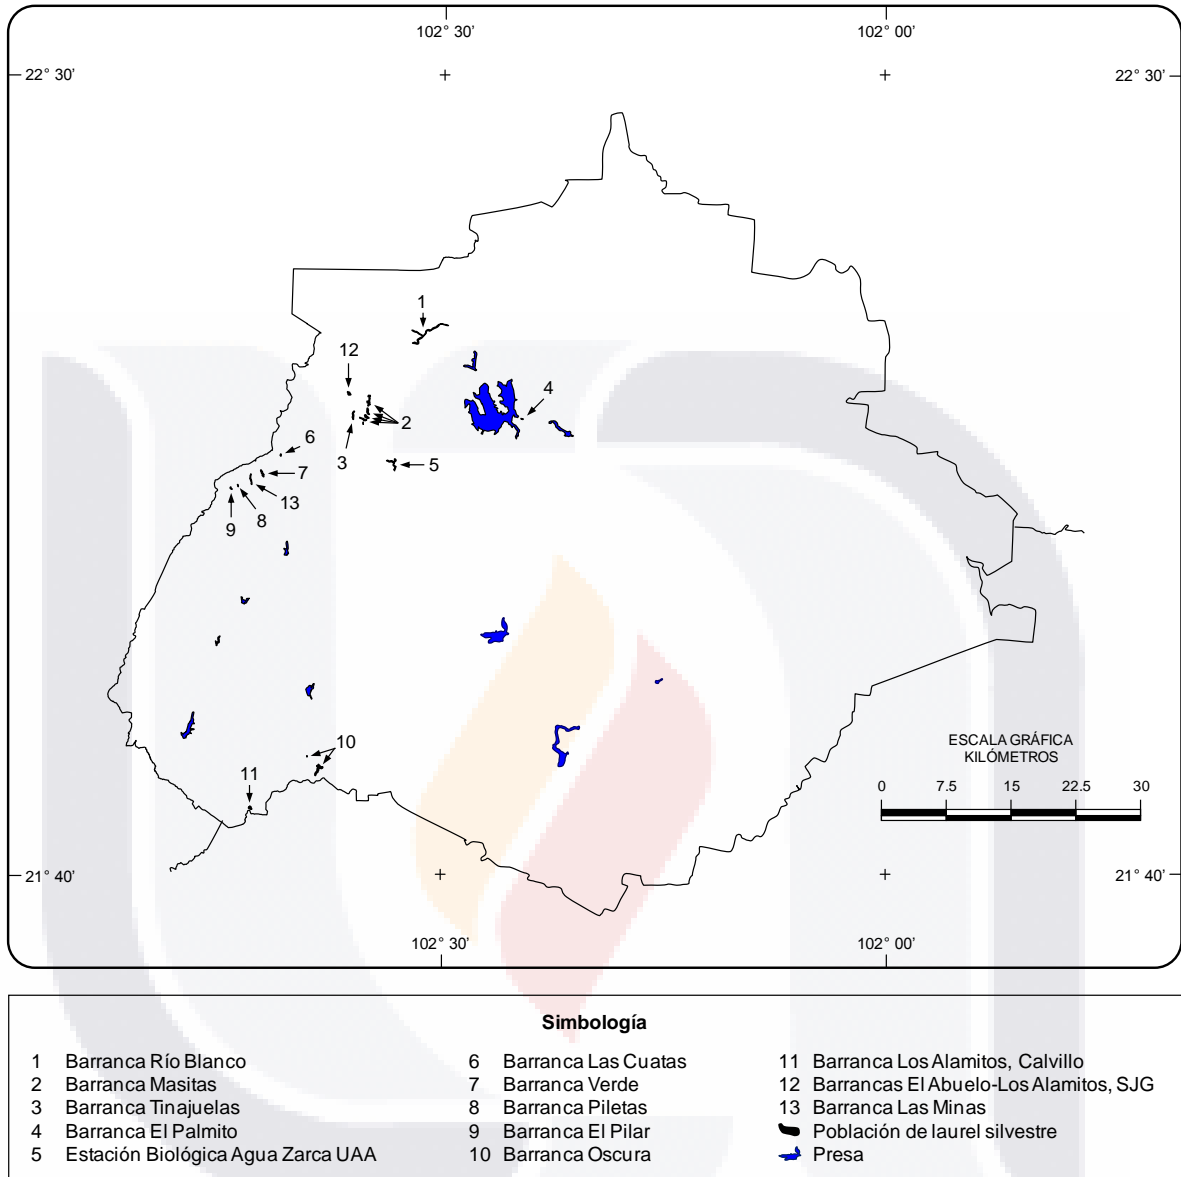 102° 30'
102° 00'
22° 30'
22° 30'
1
12
4
2
3
6
5
7
13
8
9
10
11
ESCALA GRÁFICA
KILÓMETROS
0 7.5 15 22.5 30
21° 40'
21° 40'
102° 30'
102° 00'
Simbología
1 Barranca Río Blanco
2 Barranca Masitas
3 Barranca Tinajuelas
4 Barranca El Palmito
5 Estación Biológica Agua Zarca UAA
6 Barranca Las Cuatas
7 Barranca Verde
8 Barranca Piletas
9 Barranca El Pilar
10 Barranca Oscura
11 Barranca Los Alamitos, Calvillo
12 Barrancas El Abuelo-Los Alamitos, SJG
13 Barranca Las Minas
Población de laurel silvestre
Presa